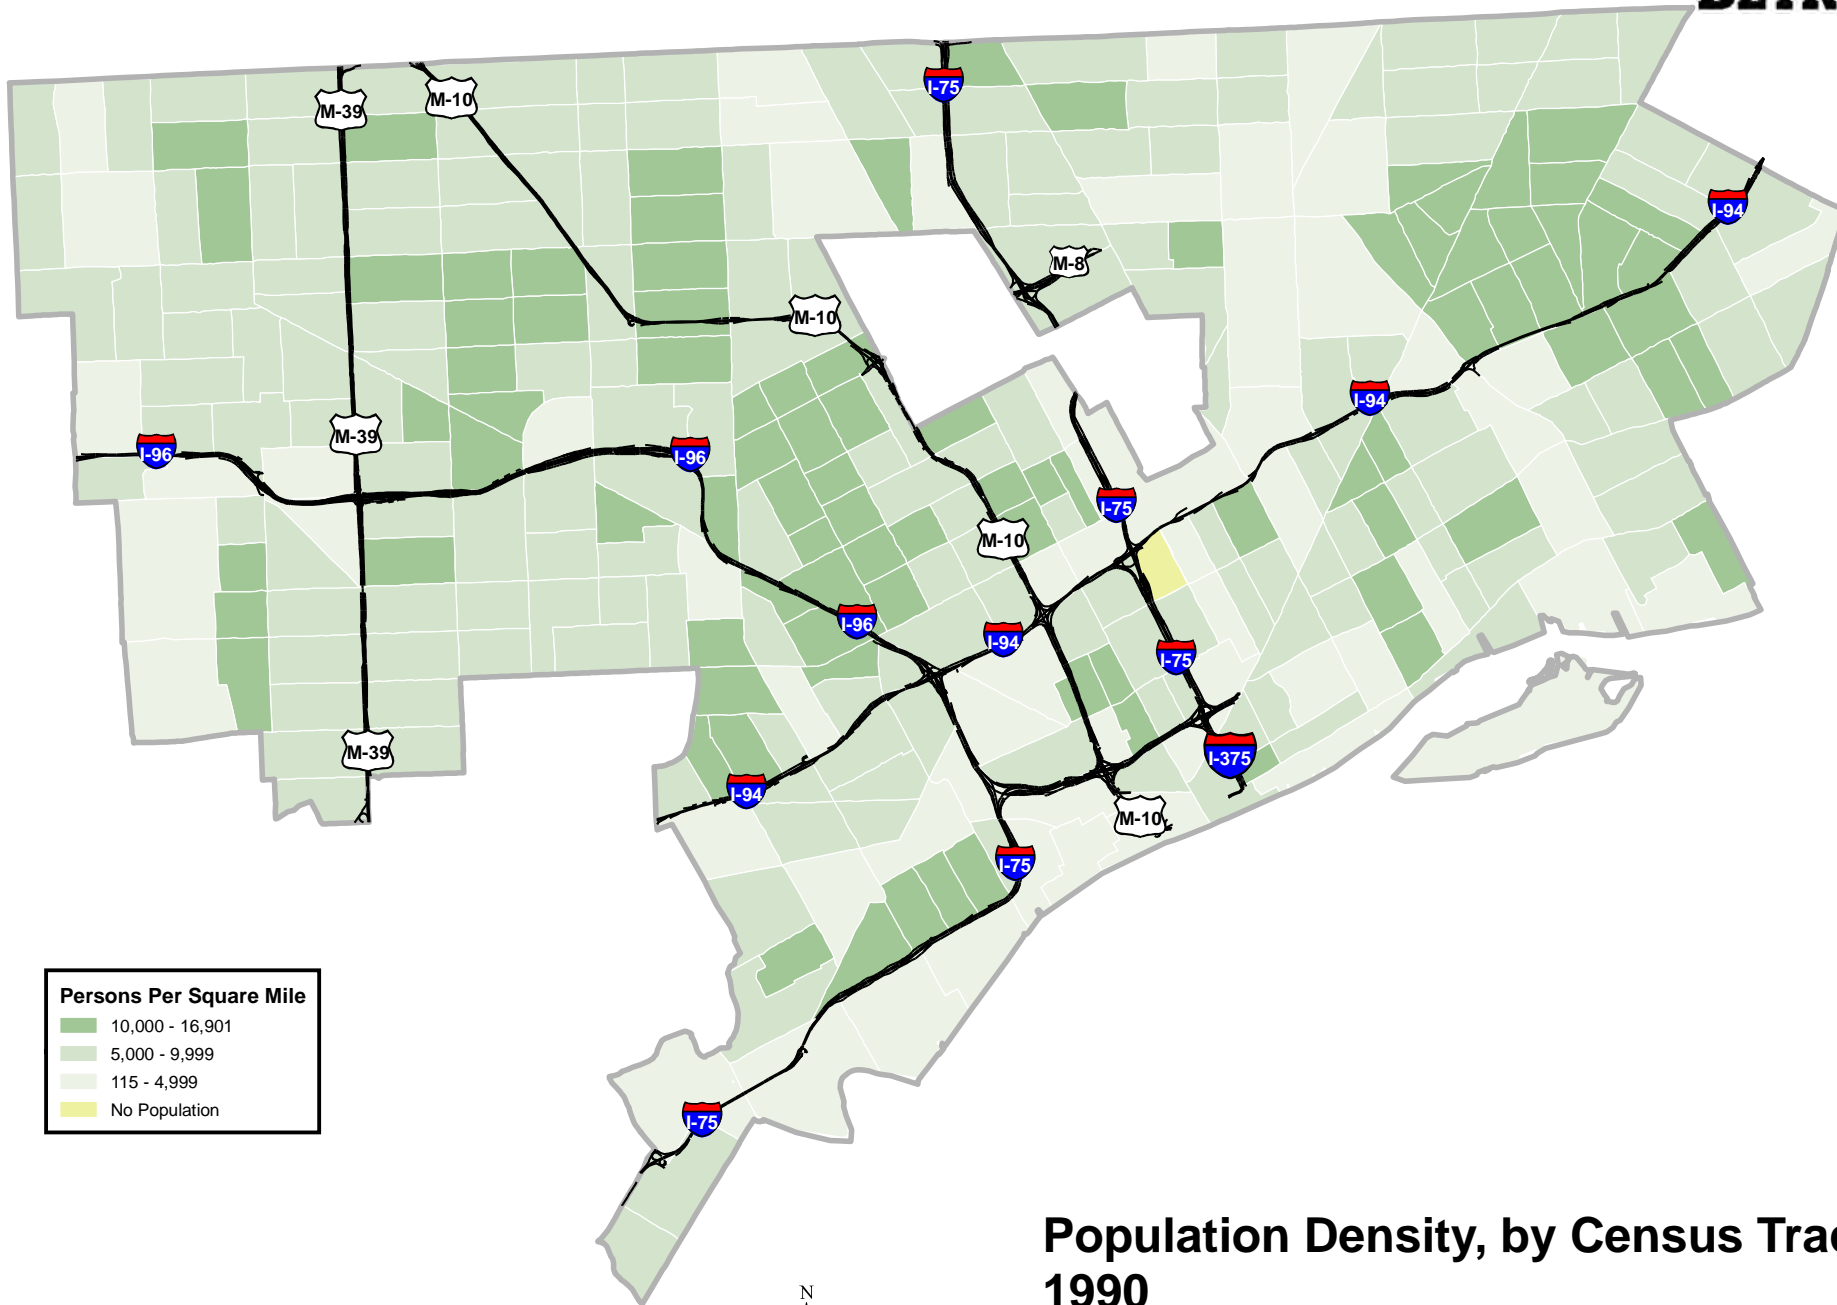 M-39
M-10
I-75
I-94
M-8
M-10
I-94
M-39
I-96
I-96
I-75
M-10
I-96
I-94
I-75
M-39
I-375
I-94
M-10
I-75
Persons Per Square Mile
10,000 - 16,901
5,000 - 9,999
115 - 4,999
No Population
I-75
Population Density, by Census
1990
N